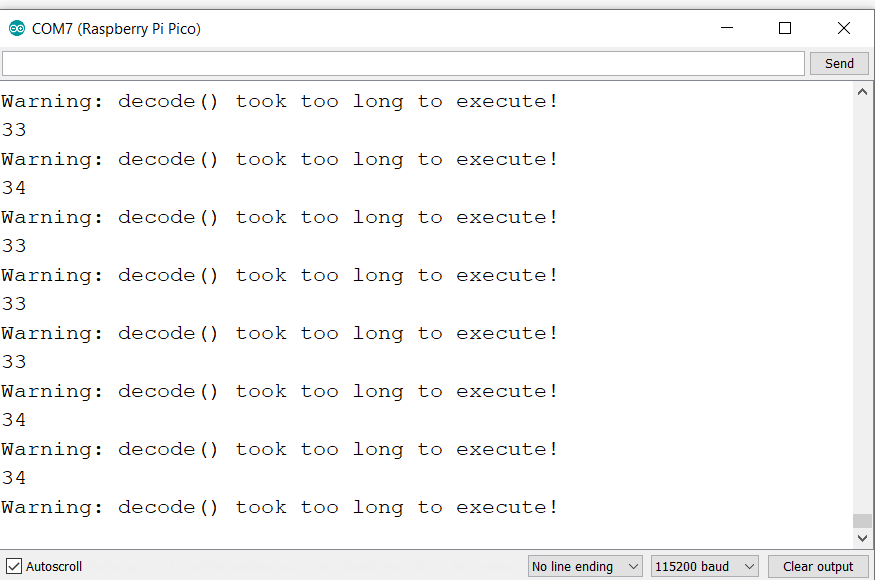 COM7 (Raspberry Pi Pico)
Send
Warning: decode() took too long to execute!
33
Warning: decode() took too long to execute!
34
Warning: decode() took too long to execute!
33
Warning: decode() took too long to execute!
33
Warning: decode() took too long to execute!
33
Warning: decode() took too long to execute!
34
Warning: decode() took too long to execute!
34
Warning: decode() took too long to execute!
Autoscroll No line ending 115200 baud Clear output